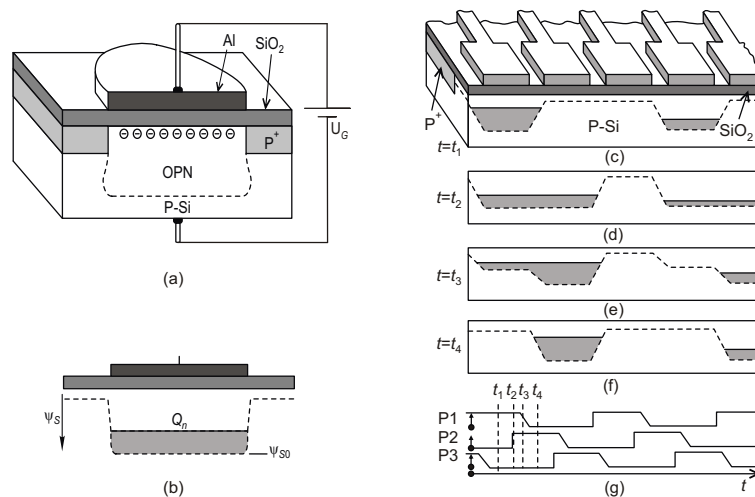 Al
SiO2
UG
P+
OPN
P-Si
(a)
ψS
Qn
ψS0
(b)
P+
P-Si
SiO2
t=t1
(c)
t=t2
(d)
t=t3
(e)
t=t4
(f)
t1 t2 t3 t4
P1
P2
P3
t
(g)